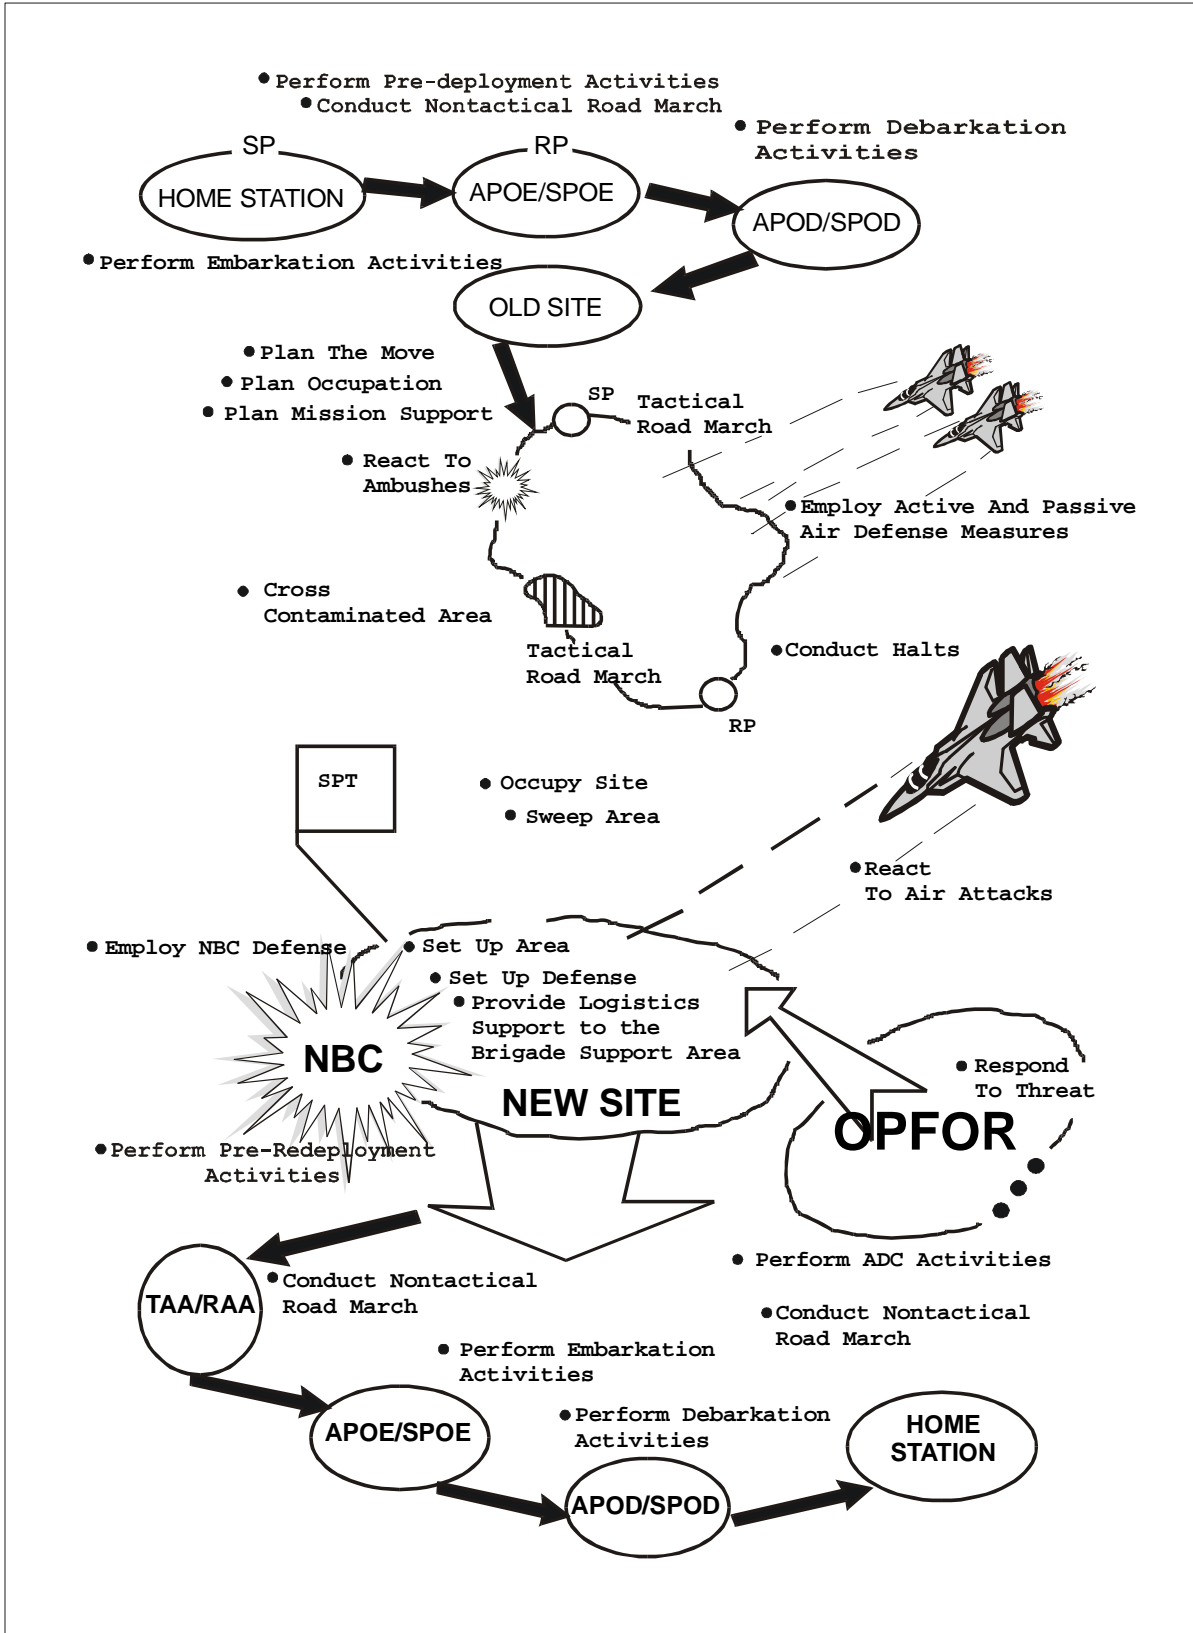 ● Perform Pre-deployment Activities
● Conduct Nontactical Road March
● Perform Debarkation
Activities
SP
HOME STATION
RP
APOE/SPOE
APOD/SPOD
● Perform Embarkation Activities
OLD SITE
● Plan The Move
● Plan Occupation
● Plan Mission Support
SP
Tactical
Road March
● React To
Ambushes
● Employ Active And Passive
Air Defense Measures
● Cross
Contaminated Area
Tactical
Road March
● Conduct Halts
RP
SPT
● Occupy Site
● Sweep Area
● React
To Air Attacks
● Employ NBC Defense
● Set Up Area
● Set Up Defense
● Provide Logistics
Support to the
Brigade Support Area
NBC
NEW SITE
● Respond
To Threat
OPFOR
● Perform Pre-Redeployment
Activities
● Perform ADC Activities
TAA/RAA
● Conduct Nontactical
Road March
● Conduct Nontactical
Road March
● Perform Embarkation
Activities
APOE/SPOE
● Perform Debarkation
Activities
HOME
STATION
APOD/SPOD